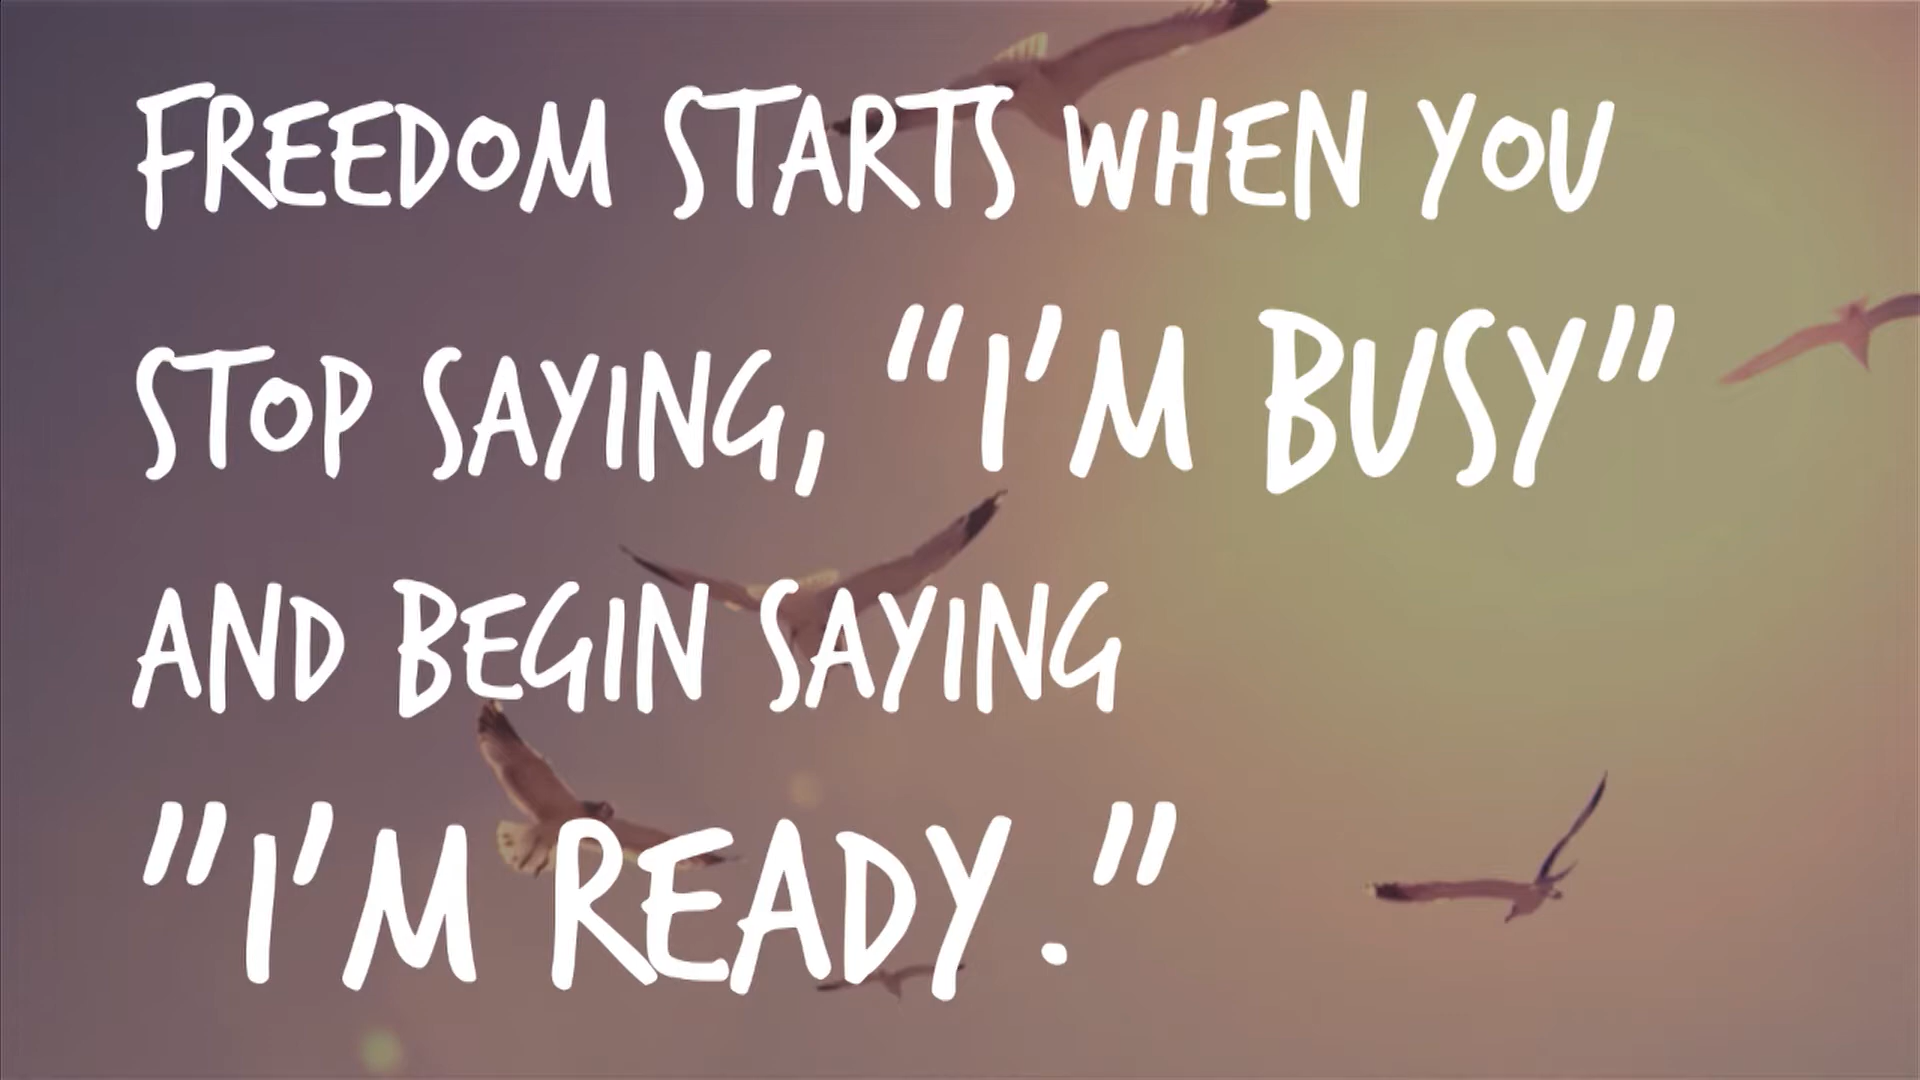 FREEDOM STARTS WHEN YOU
STOP SAYING, "I'M BUSY"
AND BEGIN SAYING
"I'M READY."